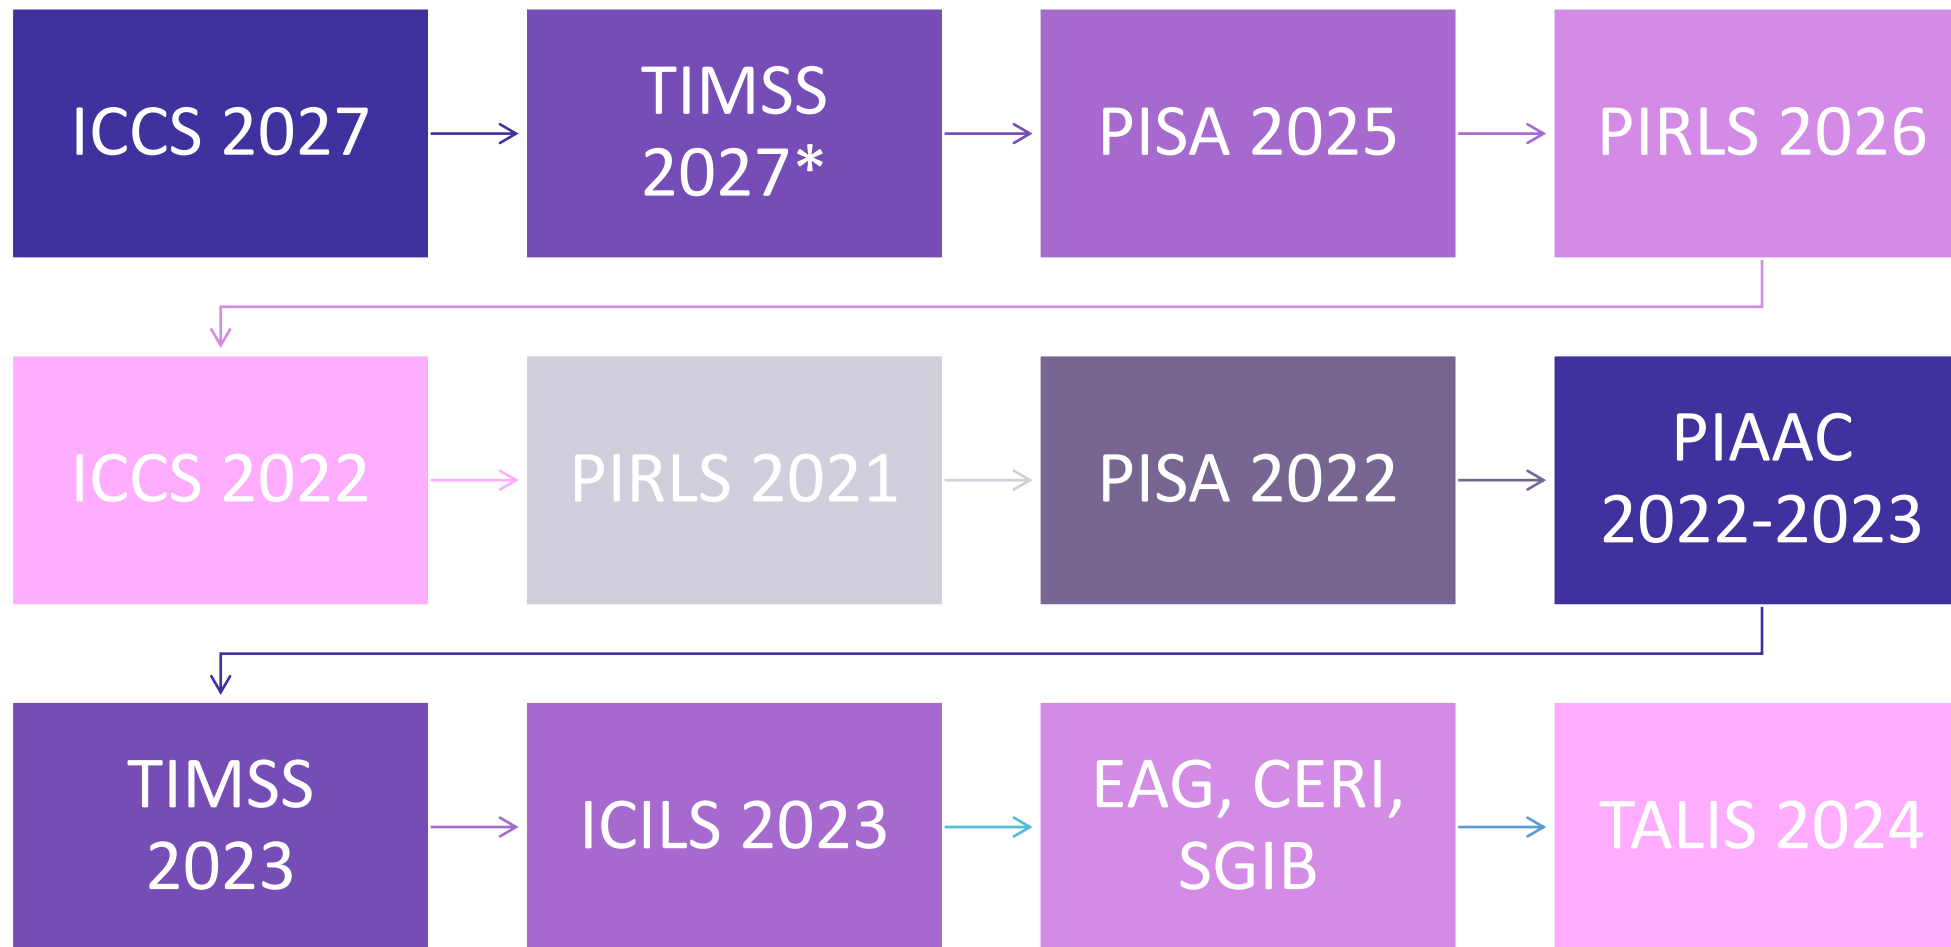 ICCS 2027
TIMSS
2027*
PISA 2025
PIRLS 2026
ICCS 2022
PIRLS 2021
PISA 2022
PIAAC
2022-2023
TIMSS
2023
ICILS 2023
EAG, CERI,
SGIB
TALIS 2024